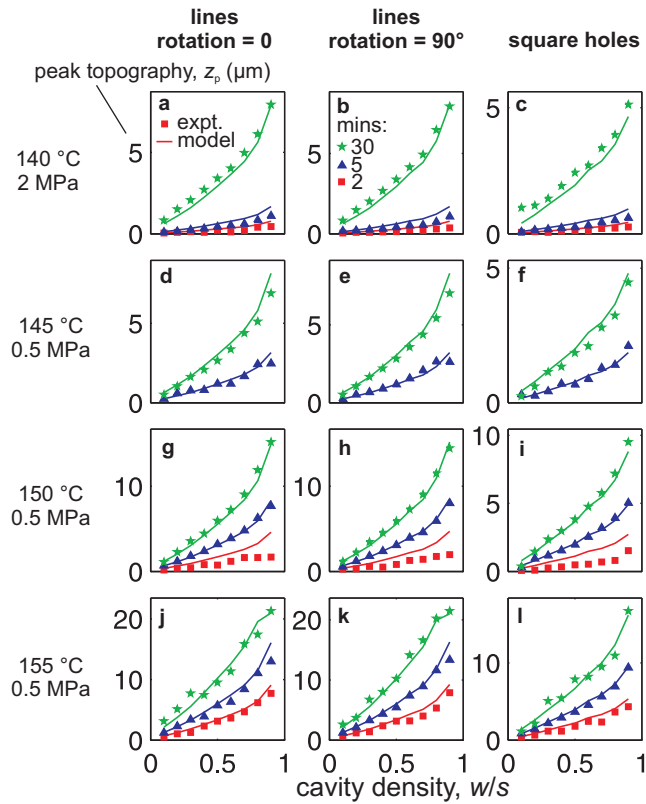 lines
rotation = 0
lines
rotation = 90°
square holes
peak topography, zp (µm)
140 °C
2 MPa
a
expt.
model
5
0
b
mins:
30
5
2
5
0
c
5
0
145 °C
0.5 MPa
d
5
0
e
5
0
f
5
0
150 °C
0.5 MPa
g
10
0
h
10
0
i
10
5
0
155 °C
0.5 MPa
j
20
10
0
k
20
10
0
l
10
0
0 0.5 1
0 0.5 1
0 0.5 1
cavity density, w/s